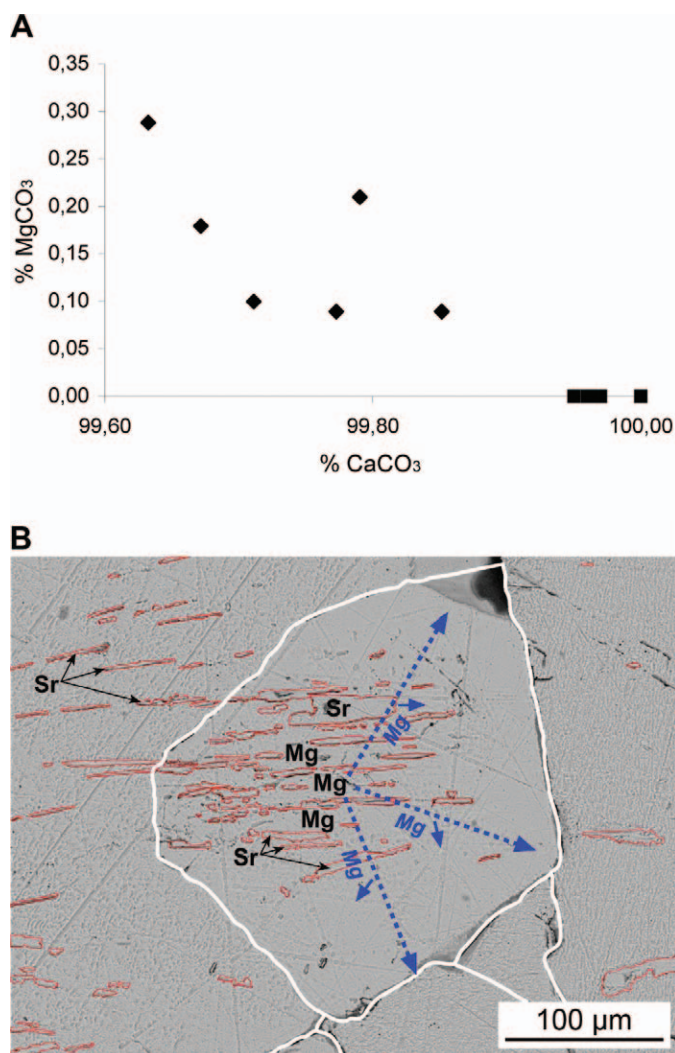 A
0,35
0,30
0,25
0,20
0,15
0,10
0,05
0,00
% MgCO₃
99,60
99,80
100,00
% CaCO₃
B
Sr
Sr
Mg
Mg
Mg
Mg
Mg
Sr
Mg
100 µm